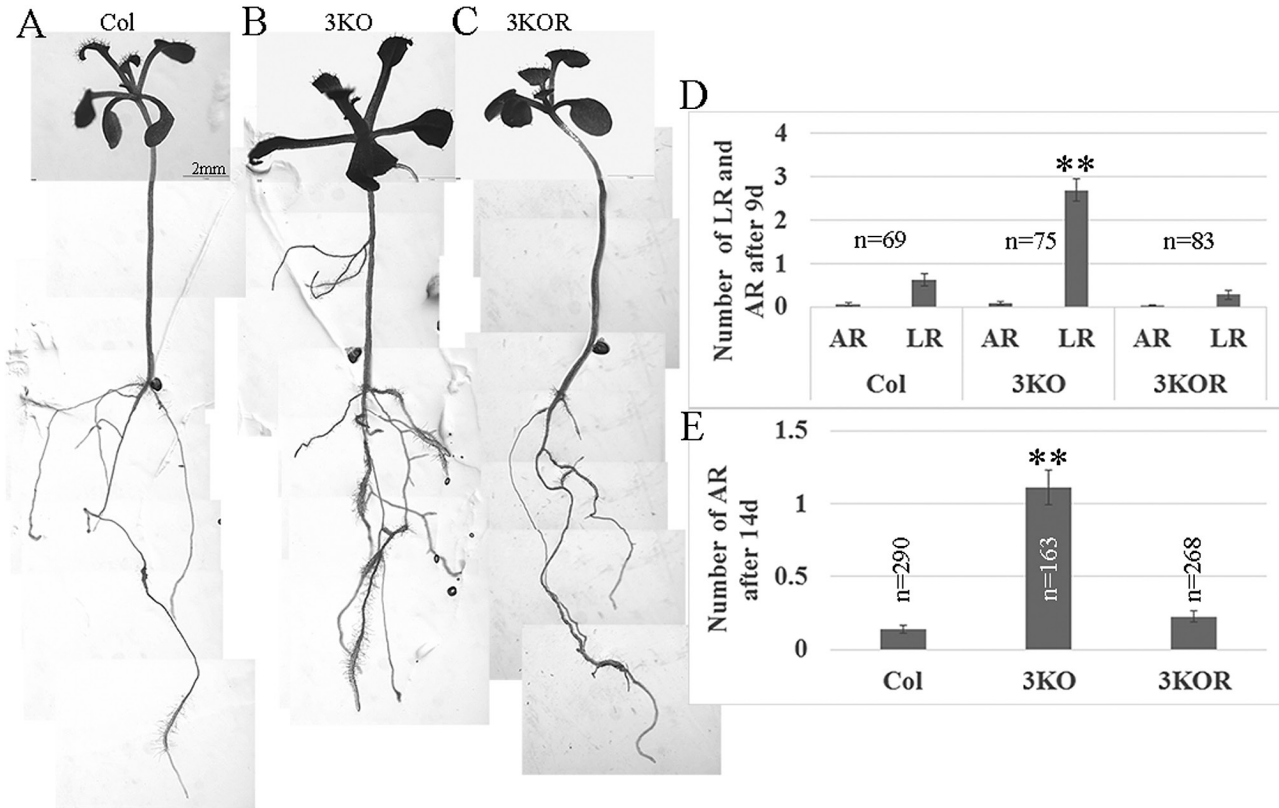 A Col
B 3KO
C 3KOR
2mm
D
Number of LR and
AR after 9d
4
3
2
1
0
**
n=69
n=75
n=83
AR LR AR LR AR LR
Col 3KO 3KOR
E
Number of AR
after 14d
1.5
1
0.5
0
**
n=290
n=163
n=268
Col 3KO 3KOR